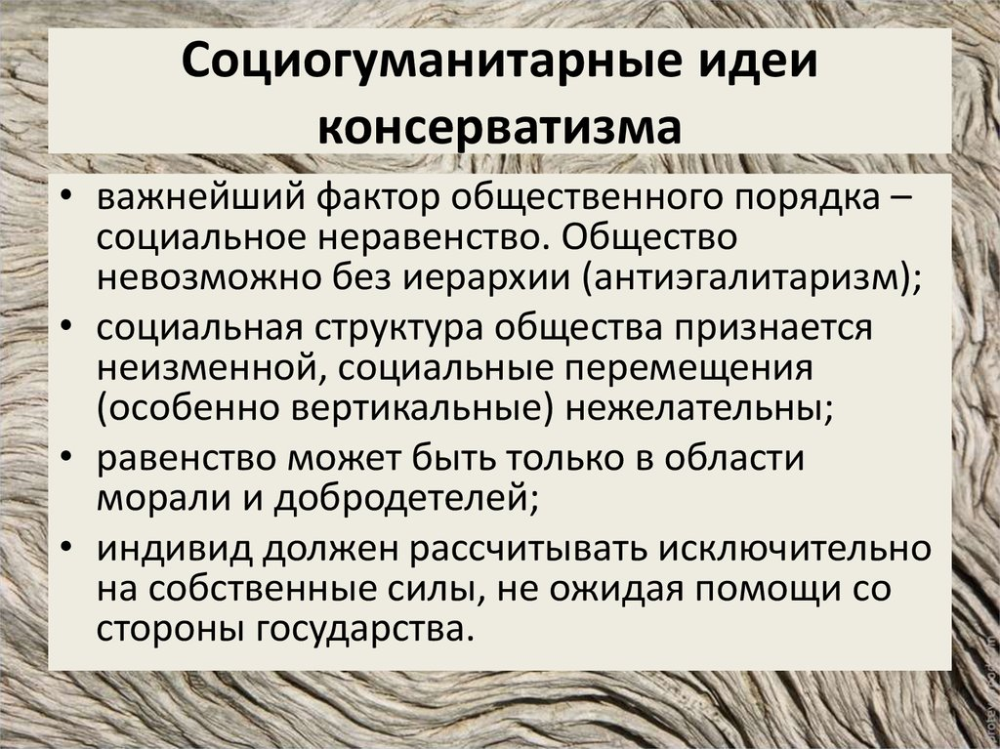 Социогуманитарные идеи
консерватизма
• важнейший фактор общественного порядка –
социальное неравенство. Общество
невозможно без иерархии (антиэгалитаризм);
• социальная структура общества признается
неизменной, социальные перемещения
(особенно вертикальные) нежелательны;
• равенство может быть только в области
морали и добродетелей;
• индивид должен рассчитывать исключительно
на собственные силы, не ожидая помощи со
стороны государства.